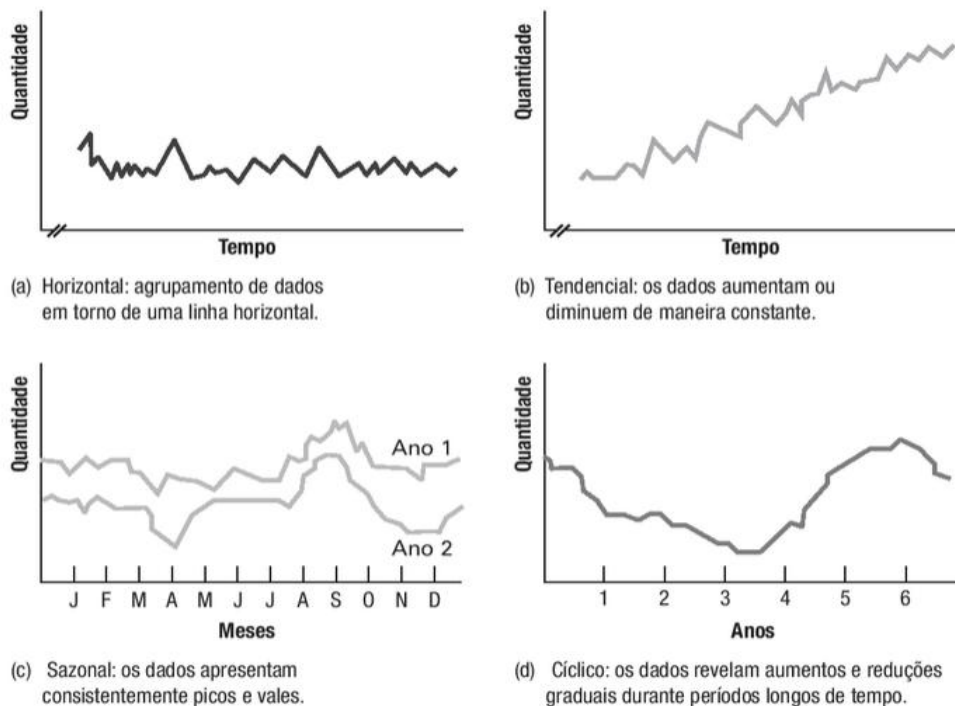 Quantidade
Tempo
(a) Horizontal: agrupamento de dados
em torno de uma linha horizontal.
Quantidade
Tempo
(b) Tendencial: os dados aumentam ou
diminuem de maneira constante.
Quantidade
Ano 1
Ano 2
J F M A M J J A S O N D
Meses
(c) Sazonal: os dados apresentam
consistentemente picos e vales.
Quantidade
1 2 3 4 5 6
Anos
(d) Cíclico: os dados revelam aumentos e reduções
graduais durante períodos longos de tempo.